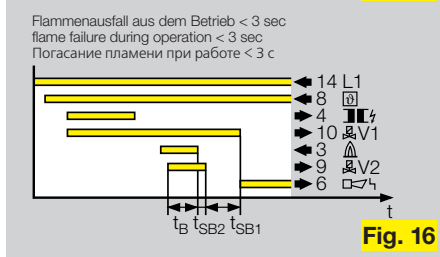 Flammenausfall aus dem Betrieb < 3 sec
flame failure during operation < 3 sec
Погасание пламени при работе < 3 с
14 L1
8
4
10 V1
3
9 V2
6
t
tB tSB2 tSB1
Fig. 16